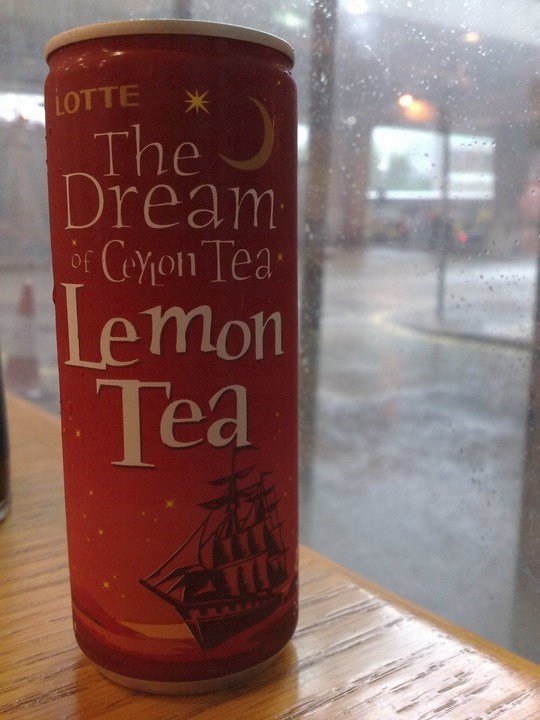 LOTTE
The
Dream
of Ceylon Tea
Lemon
Tea